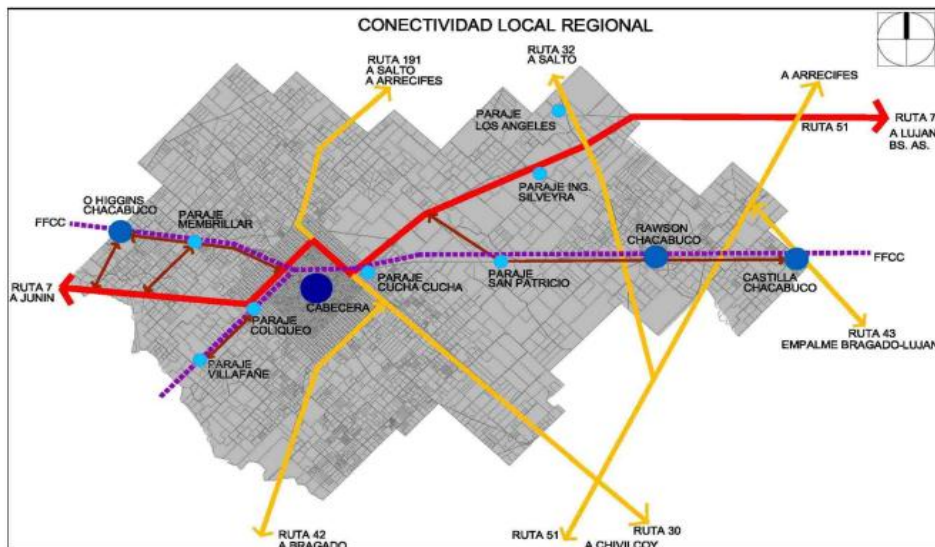 CONECTIVIDAD LOCAL REGIONAL
RUTA 191
A SALTO
A ARRECIFES
RUTA 32
A SALTO
A ARRECIFES
PARAJE
LOS ANGELES
RUTA 51
RUTA 7
A LUJAN
BS. AS.
PARAJE ING.
SILVEYRA
O HIGGINS
CHACABUCO
FFCC
PARAJE
MEMBRILLAR
RAWSON
CHACABUCO
FFCC
PARAJE
CUCHA CUCHA
PARAJE
SAN PATRICIO
CASTILLA
CHACABUCO
RUTA 7
A JUNIN
CABECERA
PARAJE
COLIQUEO
RUTA 43
EMPALME BRAGADO-LUJAN
PARAJE
VILLAFAÑE
RUTA 42
A BRAGADO
RUTA 51
A CHIVILCOY
RUTA 30